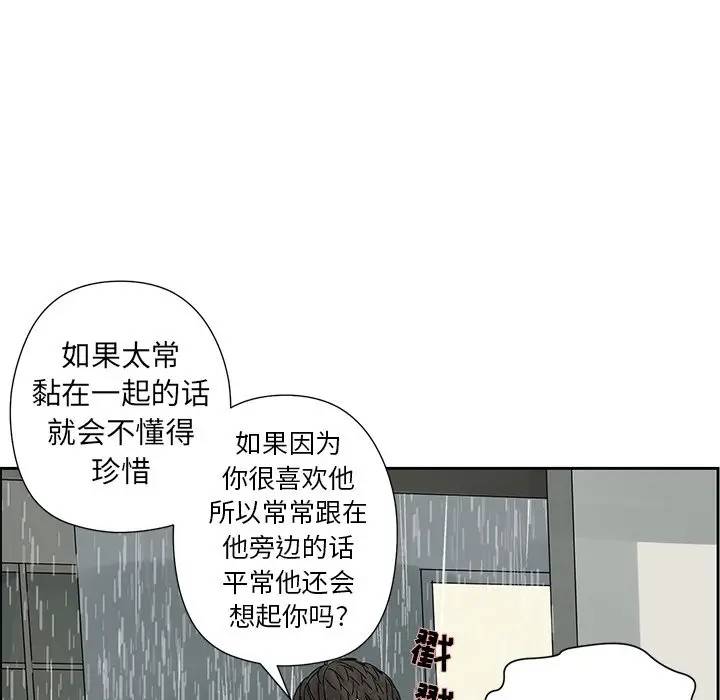 如果太常
黏在一起的话
就会不懂得
珍惜
如果因为
你很喜欢他
所以常常跟在
他旁边的话
平常他还会
想起你吗?
戳
戳